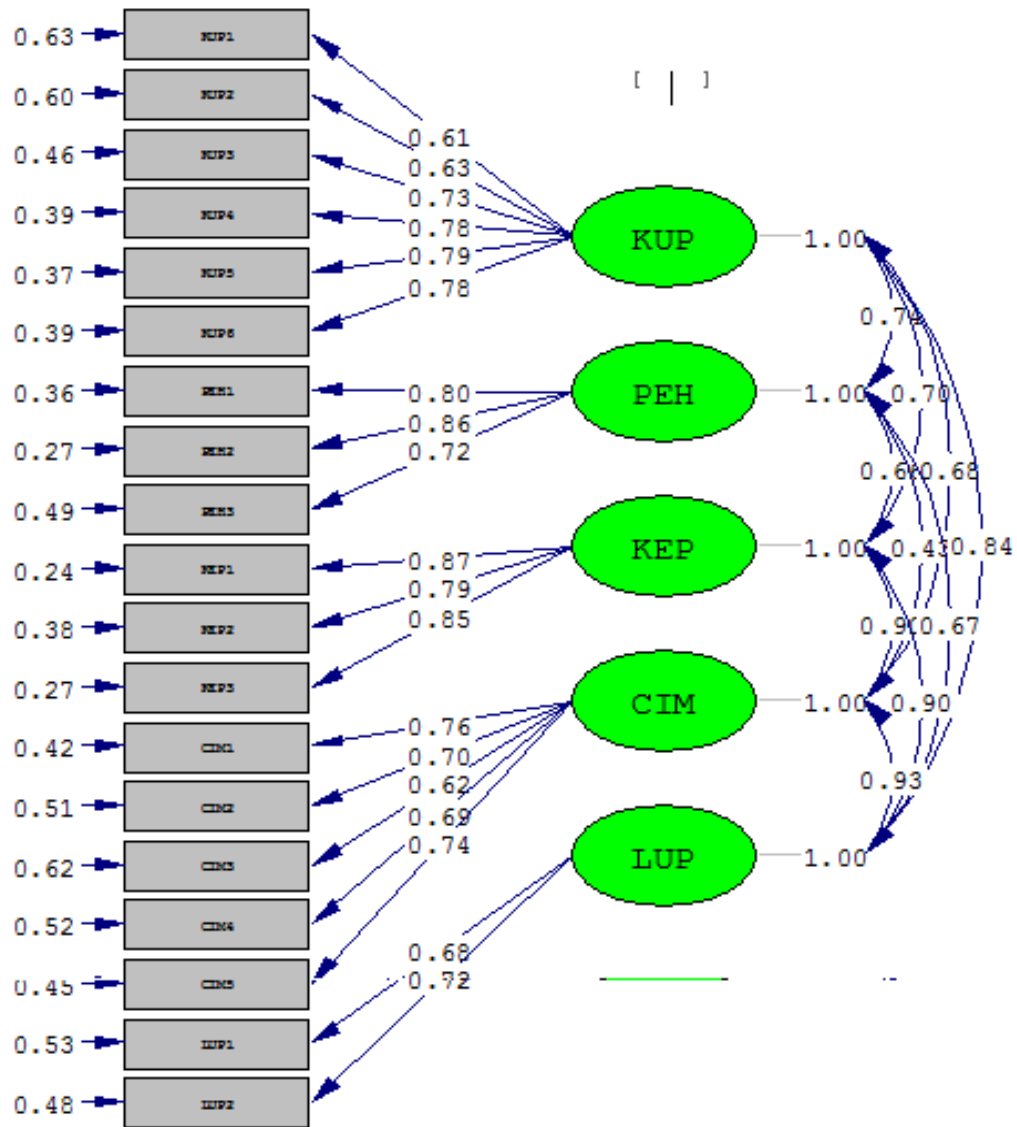 0.63 KUP1
0.60 KUP2
[ | ]
0.61
0.46 KUP3
0.63
0.73
0.39 KUP4
0.78
KUP 1.00
0.79
0.37 KUP5
0.78
0.39 KUP6
0.74
0.36 PEH1
0.80 PEH 1.00 0.70
0.86
0.27 PEH2
0.72
0.68
0.49 PEH3
KEP 1.00 0.84
0.24 KEP1
0.87
0.79
0.38 KEP2
0.85
0.67
0.27 KEP3
CIM 1.00 0.90
0.42 CIM1
0.76
0.70
0.62
0.93
0.51 CIM2
0.69
0.74
0.62 CIM3
LUP 1.00
0.52 CIM4
0.68
0.45 CIM5
0.72
0.53 LUP1
0.48 LUP2